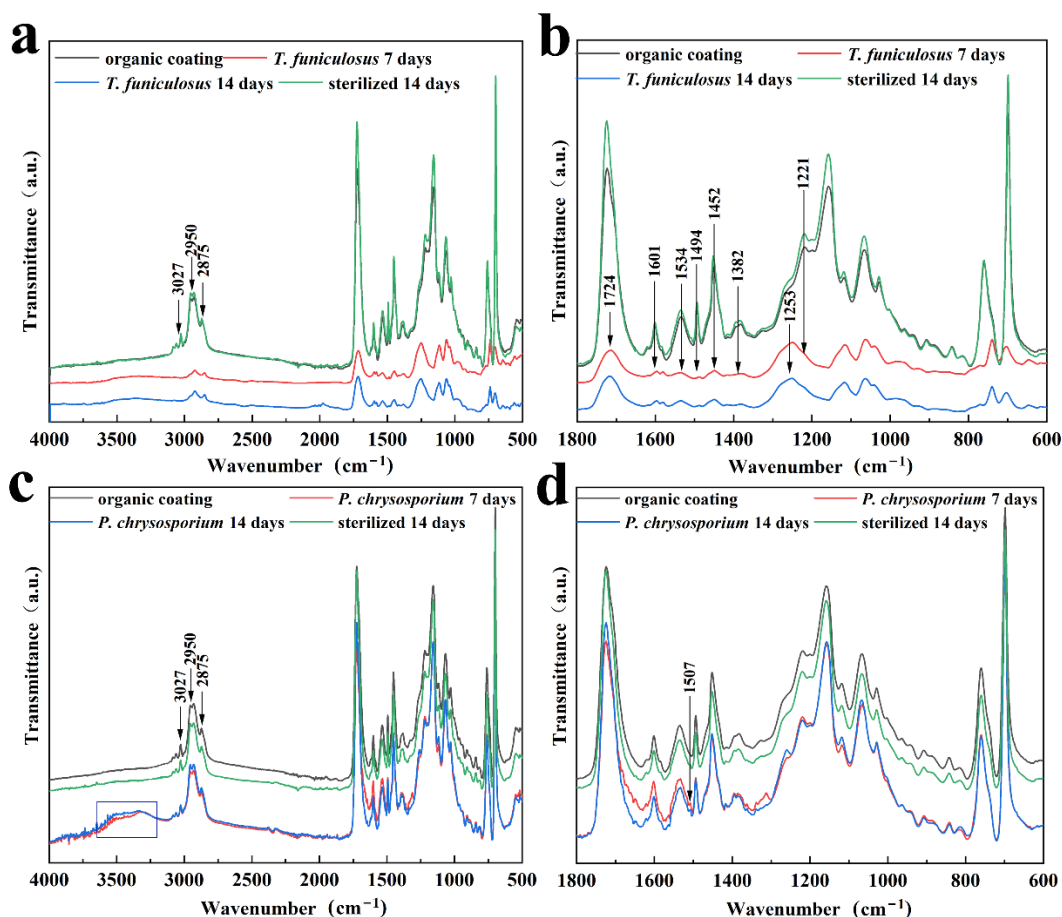 a
organic coating
T. funiculosus 7 days
T. funiculosus 14 days
sterilized 14 days
3027
2950
2875
Transmittance（a.u.)
4000 3500 3000 2500 2000 1500 1000 500
Wavenumber (cm⁻¹)
b
organic coating
T. funiculosus 7 days
T. funiculosus 14 days
sterilized 14 days
1724
1601
1534
1494
1452
1382
1253
1221
Transmittance（a.u.)
1800 1600 1400 1200 1000 800 600
Wavenumber (cm⁻¹)
c
organic coating
P. chrysosporium 7 days
P. chrysosporium 14 days
sterilized 14 days
3027
2950
2875
Transmittance（a.u.)
4000 3500 3000 2500 2000 1500 1000 500
Wavenumber (cm⁻¹)
d
organic coating
P. chrysosporium 7 days
P. chrysosporium 14 days
sterilized 14 days
1507
Transmittance（a.u.)
1800 1600 1400 1200 1000 800 600
Wavenumber (cm⁻¹)